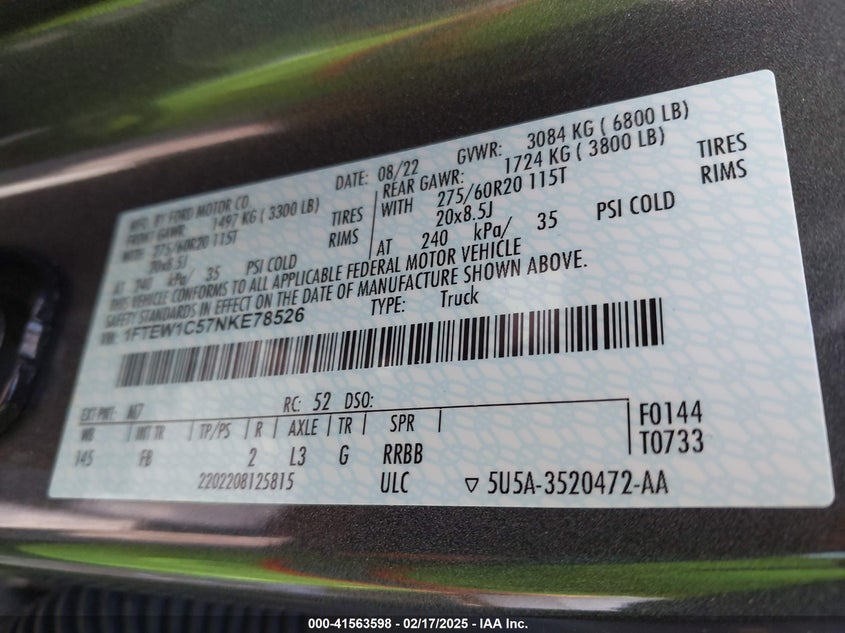 MFD. BY FORD MOTOR CO.
DATE: 08/22 GVWR: 3084 KG ( 6800 LB)
FRONT GAWR: 1497 KG ( 3300 LB)
WITH 275/60R20 115T TIRES
20x8.5J RIMS
AT 240 kPa/ 35 PSI COLD
REAR GAWR: 1724 KG ( 3800 LB)
WITH 275/60R20 115T TIRES
20x8.5J RIMS
AT 240 kPa/ 35 PSI COLD
THIS VEHICLE CONFORMS TO ALL APPLICABLE FEDERAL MOTOR VEHICLE
SAFETY STANDARDS IN EFFECT ON THE DATE OF MANUFACTURE SHOWN ABOVE.
VIN: 1FTEW1C57NKE78526 TYPE: Truck
EXT PNT: M7 RC: 52 DSO:
WB INT TR TP/PS R AXLE TR SPR
145 FB 2 L3 G RRBB
F0144
T0733
2202208125815 ULC ▽ 5U5A-3520472-AA
000-41563598 - 02/17/2025 - IAA Inc.